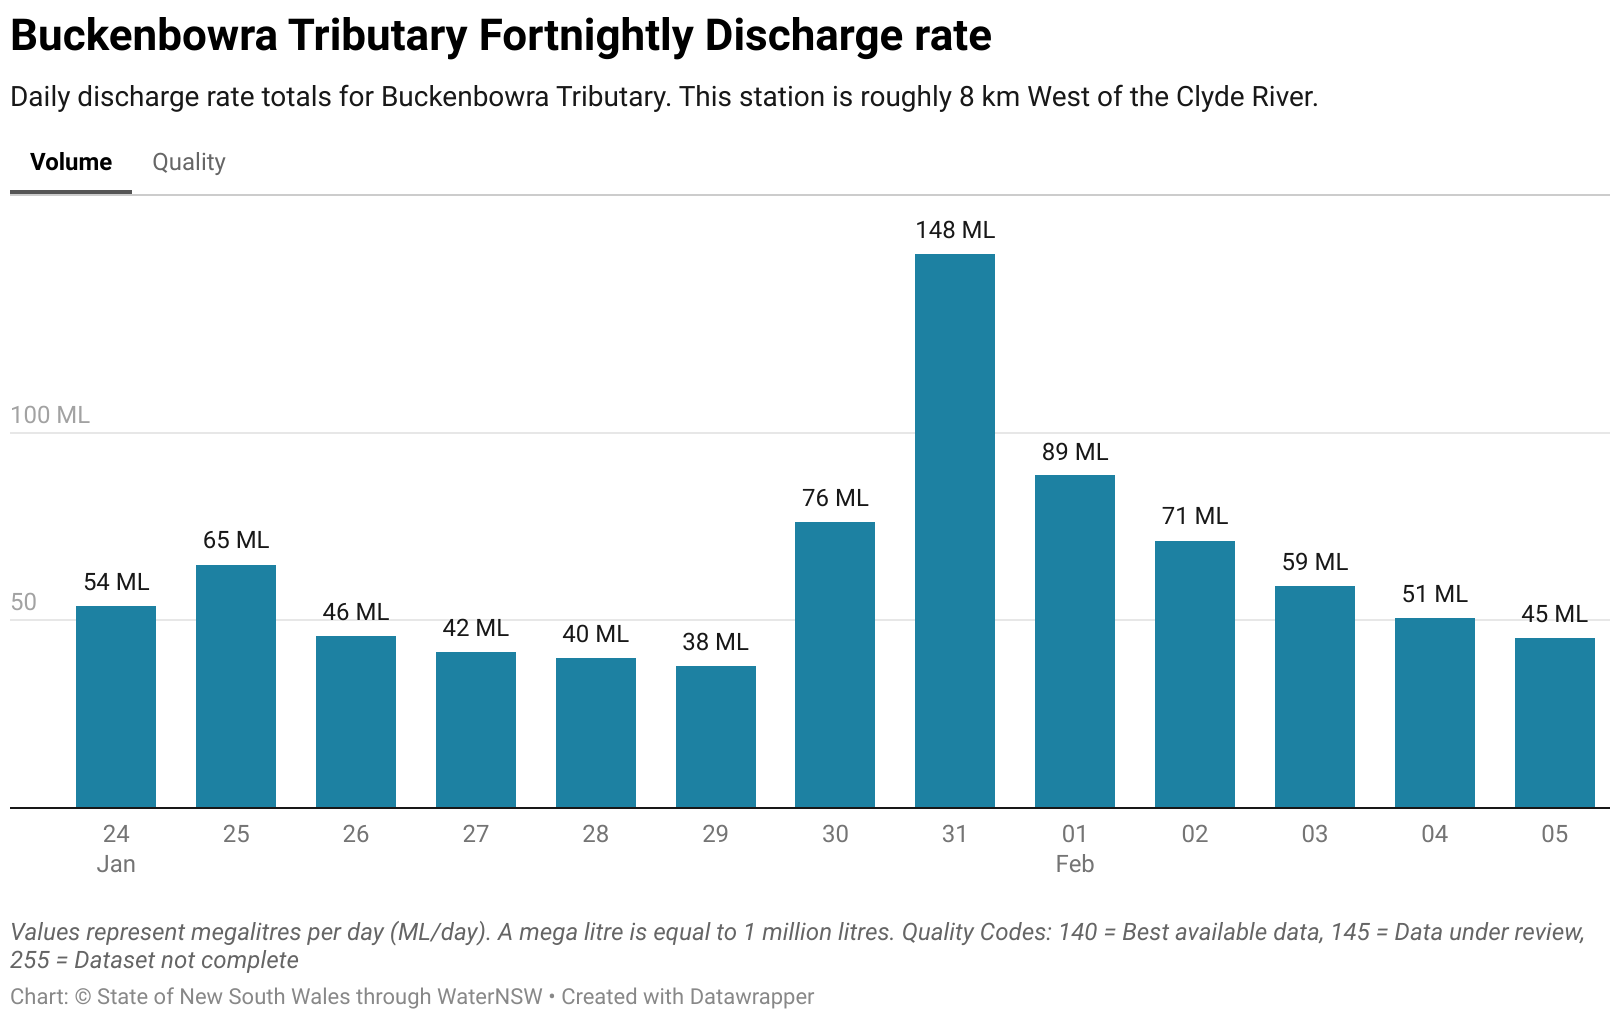 Buckenbowra Tributary Fortnightly Discharge rate
Daily discharge rate totals for Buckenbowra Tributary. This station is roughly 8 km West of the Clyde River.
Volume Quality
148 ML
100 ML
89 ML
76 ML
71 ML
65 ML
59 ML
54 ML
51 ML
50
46 ML
45 ML
42 ML
40 ML
38 ML
24 25 26 27 28 29 30 31 01 02 03 04 05
Jan Feb
Values represent megalitres per day (ML/day). A mega litre is equal to 1 million litres. Quality Codes: 140 = Best available data, 145 = Data under review,
255 = Dataset not complete
Chart: © State of New South Wales through WaterNSW • Created with Datawrapper